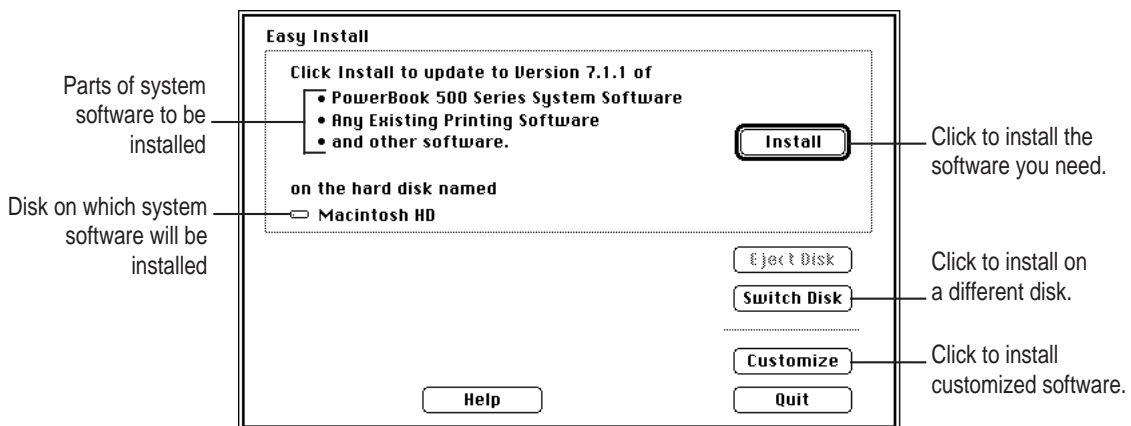 Easy Install
Click Install to update to Version 7.1.1 of
• PowerBook 500 Series System Software
• Any Existing Printing Software
• and other software.
on the hard disk named
Macintosh HD
Install
Eject Disk
Switch Disk
Customize
Help
Quit
Parts of system
software to be
installed
Disk on which system
software will be
installed
Click to install the
software you need.
Click to install on
a different disk.
Click to install
customized software.